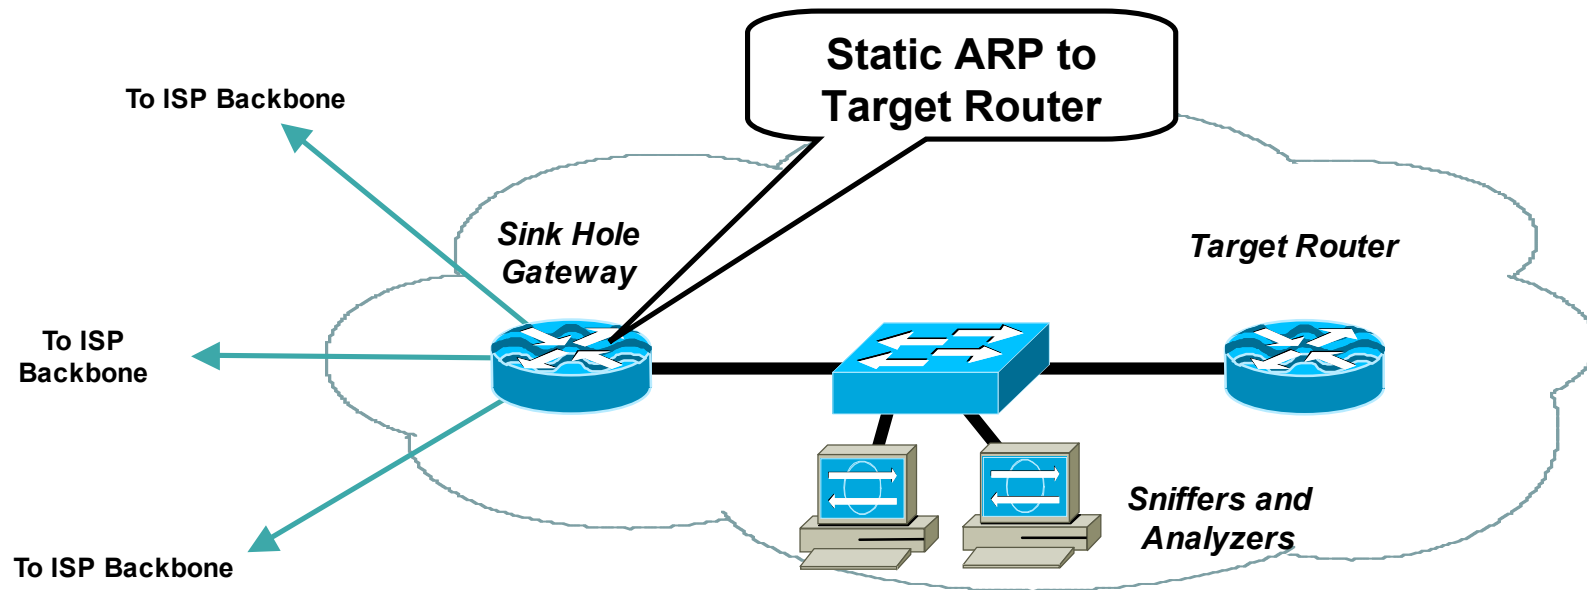 Static ARP to
Target Router
To ISP Backbone
Sink Hole
Gateway
Target Router
To ISP
Backbone
Sniffers and
Analyzers
To ISP Backbone